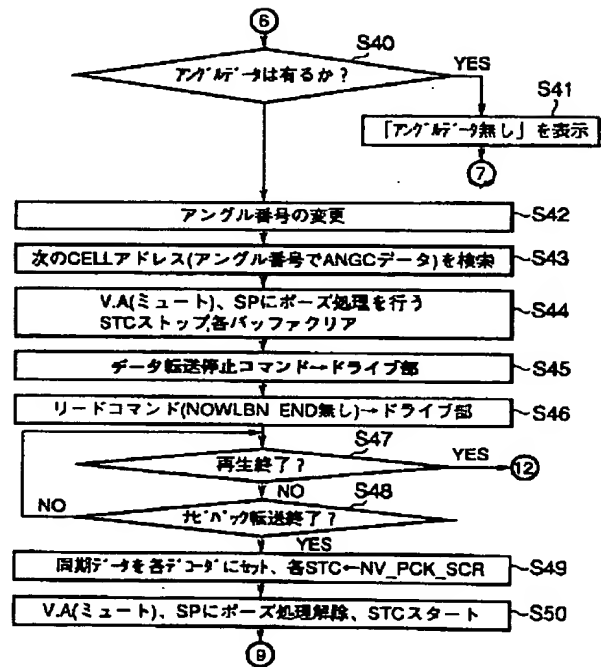 6
S40
アングルデータは有るか？
YES
S41
「アングルデータ無し」を表示
7
アングル番号の変更
S42
次のCELLアドレス(アングル番号でANGCデータ)を検索
S43
V.A(ミュート)、SPにポーズ処理を行う
STCストップ,各バッファクリア
S44
データ転送停止コマンド→ドライブ部
S45
リードコマンド(NOWLBN END無し)→ドライブ部
S46
S47
再生終了？
YES
12
NO
S48
NO
ナビパック転送終了？
YES
同期データを各デコーダにセット、各STC←NV_PCK_SCR
S49
V.A(ミュート)、SPにポーズ処理解除、STCスタート
S50
9